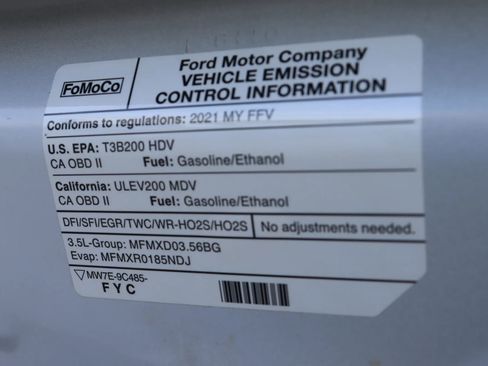 FoMoCo
Ford Motor Company
VEHICLE EMISSION
CONTROL INFORMATION
Conforms to regulations: 2021 MY FFV
U.S. EPA: T3B200 HDV
CA OBD II Fuel: Gasoline/Ethanol
California: ULEV200 MDV
CA OBD II Fuel: Gasoline/Ethanol
DFI/SFI/EGR/TWC/WR-HO2S/HO2S No adjustments needed.
3.5L-Group: MFMXD03.56BG
Evap: MFMXR0185NDJ
MW7E-9C485-
FYC